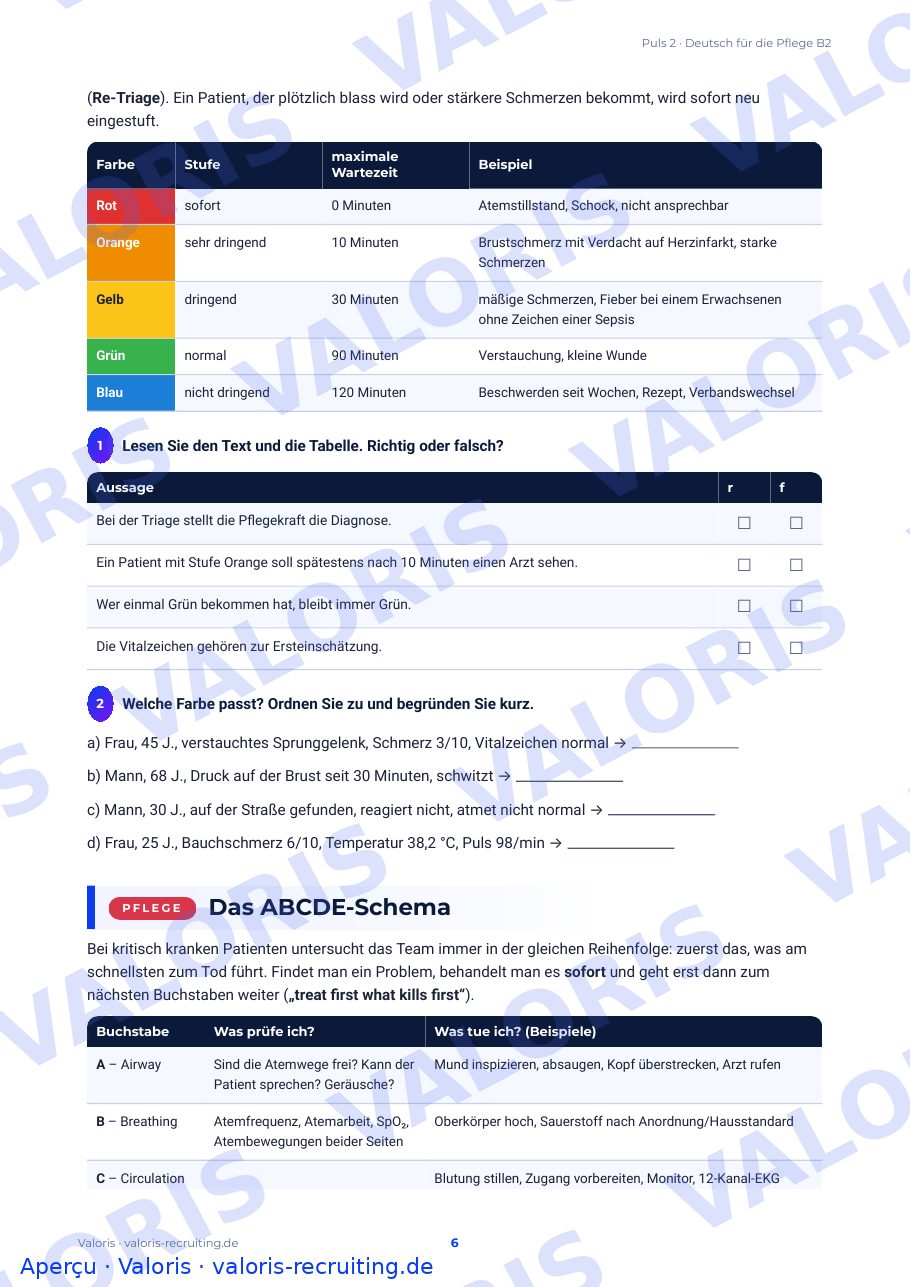 Puls 2 · Deutsch für die Pflege B2
(Re-Triage). Ein Patient, der plötzlich blass wird oder stärkere Schmerzen bekommt, wird sofort neu
eingestuft.
Farbe Stufe maximale Wartezeit Beispiel
Rot sofort 0 Minuten Atemstillstand, Schock, nicht ansprechbar
Orange sehr dringend 10 Minuten Brustschmerz mit Verdacht auf Herzinfarkt, starke
Schmerzen
Gelb dringend 30 Minuten mäßige Schmerzen, Fieber bei einem Erwachsenen
ohne Zeichen einer Sepsis
Grün normal 90 Minuten Verstauchung, kleine Wunde
Blau nicht dringend 120 Minuten Beschwerden seit Wochen, Rezept, Verbandswechsel
1 Lesen Sie den Text und die Tabelle. Richtig oder falsch?
Aussage r f
Bei der Triage stellt die Pflegekraft die Diagnose. ☐ ☐
Ein Patient mit Stufe Orange soll spätestens nach 10 Minuten einen Arzt sehen. ☐ ☐
Wer einmal Grün bekommen hat, bleibt immer Grün. ☐ ☐
Die Vitalzeichen gehören zur Ersteinschätzung. ☐ ☐
2 Welche Farbe passt? Ordnen Sie zu und begründen Sie kurz.
a) Frau, 45 J., verstauchtes Sprunggelenk, Schmerz 3/10, Vitalzeichen normal → ______________
b) Mann, 68 J., Druck auf der Brust seit 30 Minuten, schwitzt → ______________
c) Mann, 30 J., auf der Straße gefunden, reagiert nicht, atmet nicht normal → ______________
d) Frau, 25 J., Bauchschmerz 6/10, Temperatur 38,2 °C, Puls 98/min → ______________
PFLEGE Das ABCDE-Schema
Bei kritisch kranken Patienten untersucht das Team immer in der gleichen Reihenfolge: zuerst das, was am
schnellsten zum Tod führt. Findet man ein Problem, behandelt man es sofort und geht erst dann zum
nächsten Buchstaben weiter („treat first what kills first“).
Buchstabe Was prüfe ich? Was tue ich? (Beispiele)
A – Airway Sind die Atemwege frei? Kann der Mund inspizieren, absaugen, Kopf überstrecken, Arzt rufen
Patient sprechen? Geräusche?
B – Breathing Atemfrequenz, Atemarbeit, SpO₂, Oberkörper hoch, Sauerstoff nach Anordnung/Hausstandard
Atembewegungen beider Seiten
C – Circulation Blutung stillen, Zugang vorbereiten, Monitor, 12-Kanal-EKG
Valoris · valoris-recruiting.de 6
Aperçu · Valoris · valoris-recruiting.de
VALORIS